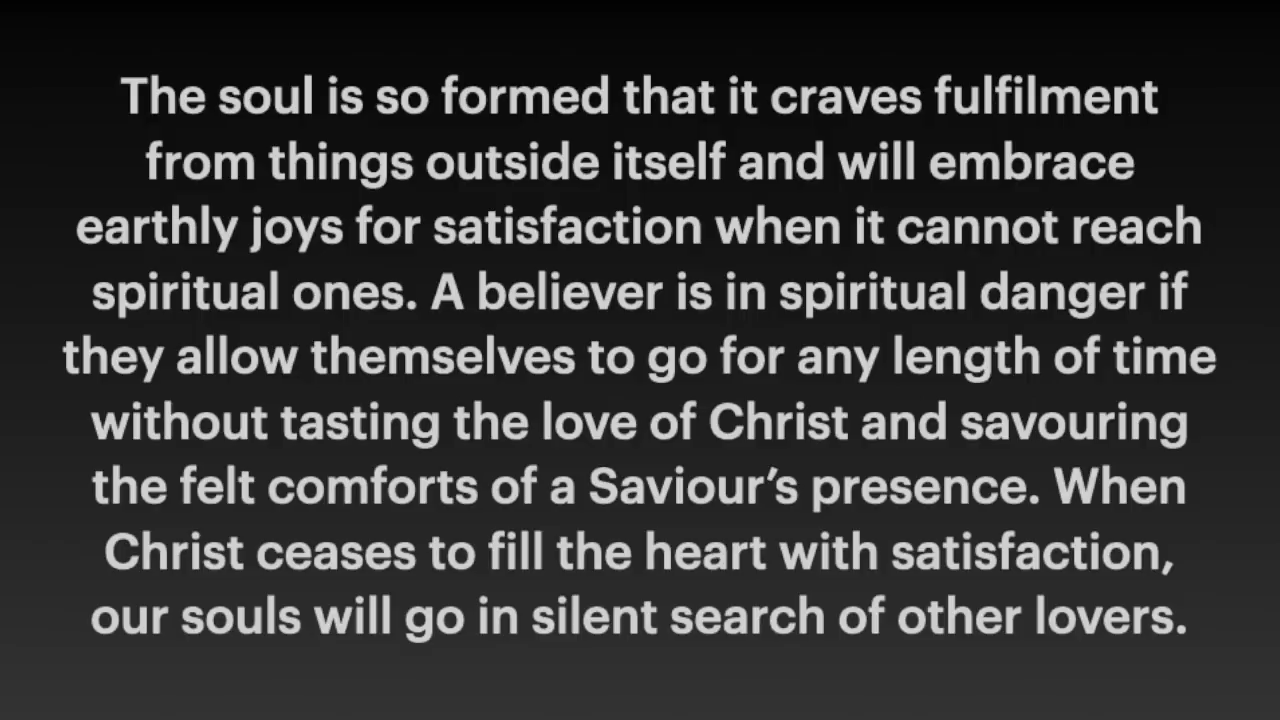 The soul is so formed that it craves fulfilment
from things outside itself and will embrace
earthly joys for satisfaction when it cannot reach
spiritual ones. A believer is in spiritual danger if
they allow themselves to go for any length of time
without tasting the love of Christ and savouring
the felt comforts of a Saviour’s presence. When
Christ ceases to fill the heart with satisfaction,
our souls will go in silent search of other lovers.